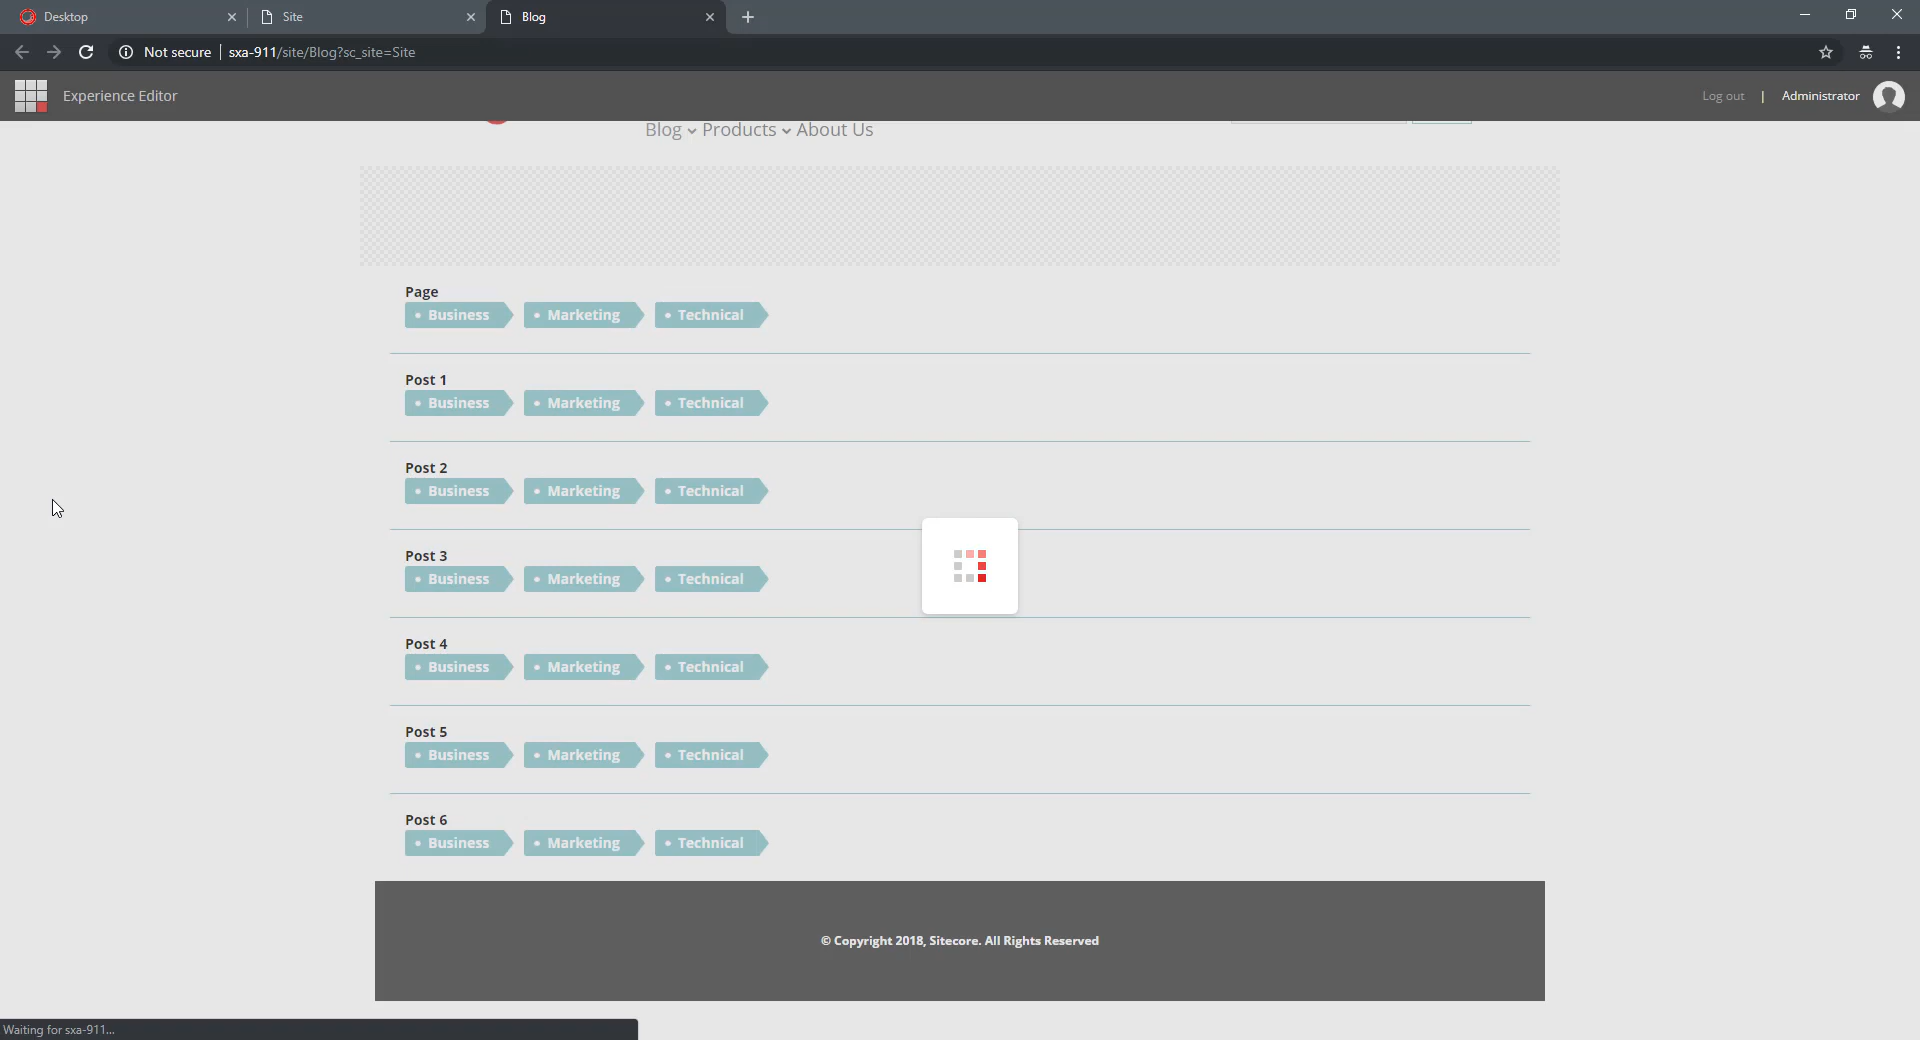 Desktop
Site
Blog
Not secure | sxa-911/site/Blog?sc_site=Site
Experience Editor
Log out | Administrator
Blog Products About Us
Page
Business Marketing Technical
Post 1
Business Marketing Technical
Post 2
Business Marketing Technical
Post 3
Business Marketing Technical
Post 4
Business Marketing Technical
Post 5
Business Marketing Technical
Post 6
Business Marketing Technical
© Copyright 2018, Sitecore. All Rights Reserved
Waiting for sxa-911...